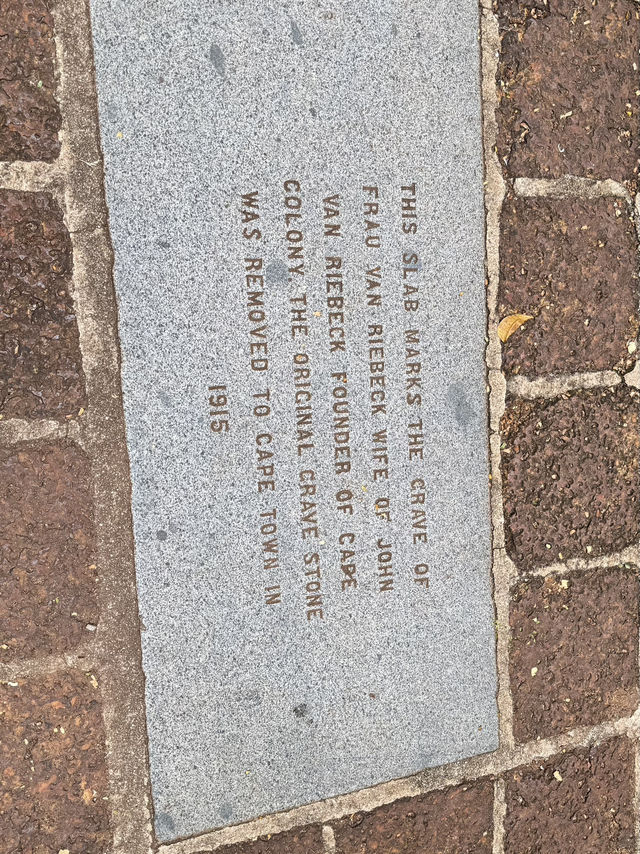 THIS SLAB MARKS THE GRAVE OF
FRAU VAN RIEBECK WIFE OF JOHN
VAN RIEBECK FOUNDER OF CAPE
COLONY. THE ORIGINAL GRAVE STONE
WAS REMOVED TO CAPE TOWN IN
1915